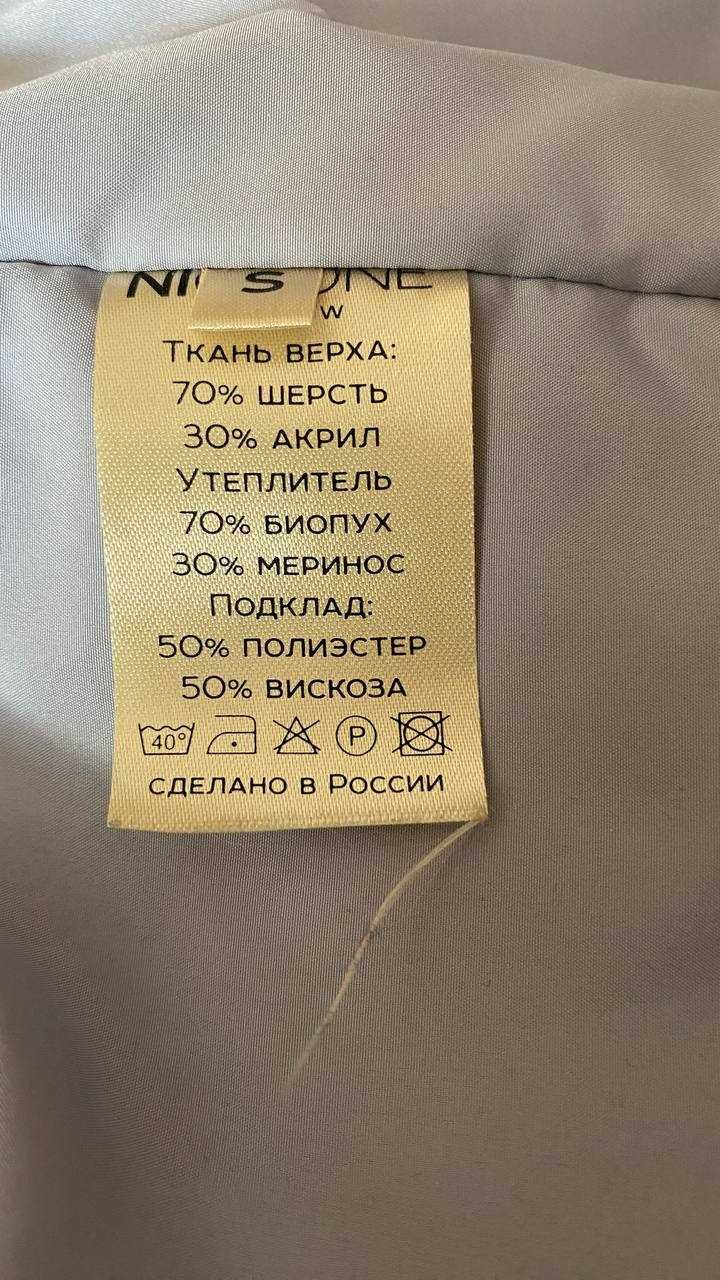 S
W
Ткань верха:
70% шерсть
30% акрил
Утеплитель
70% биопух
30% меринос
Подклад:
50% полиэстер
50% вискоза
40° P
сделано в России